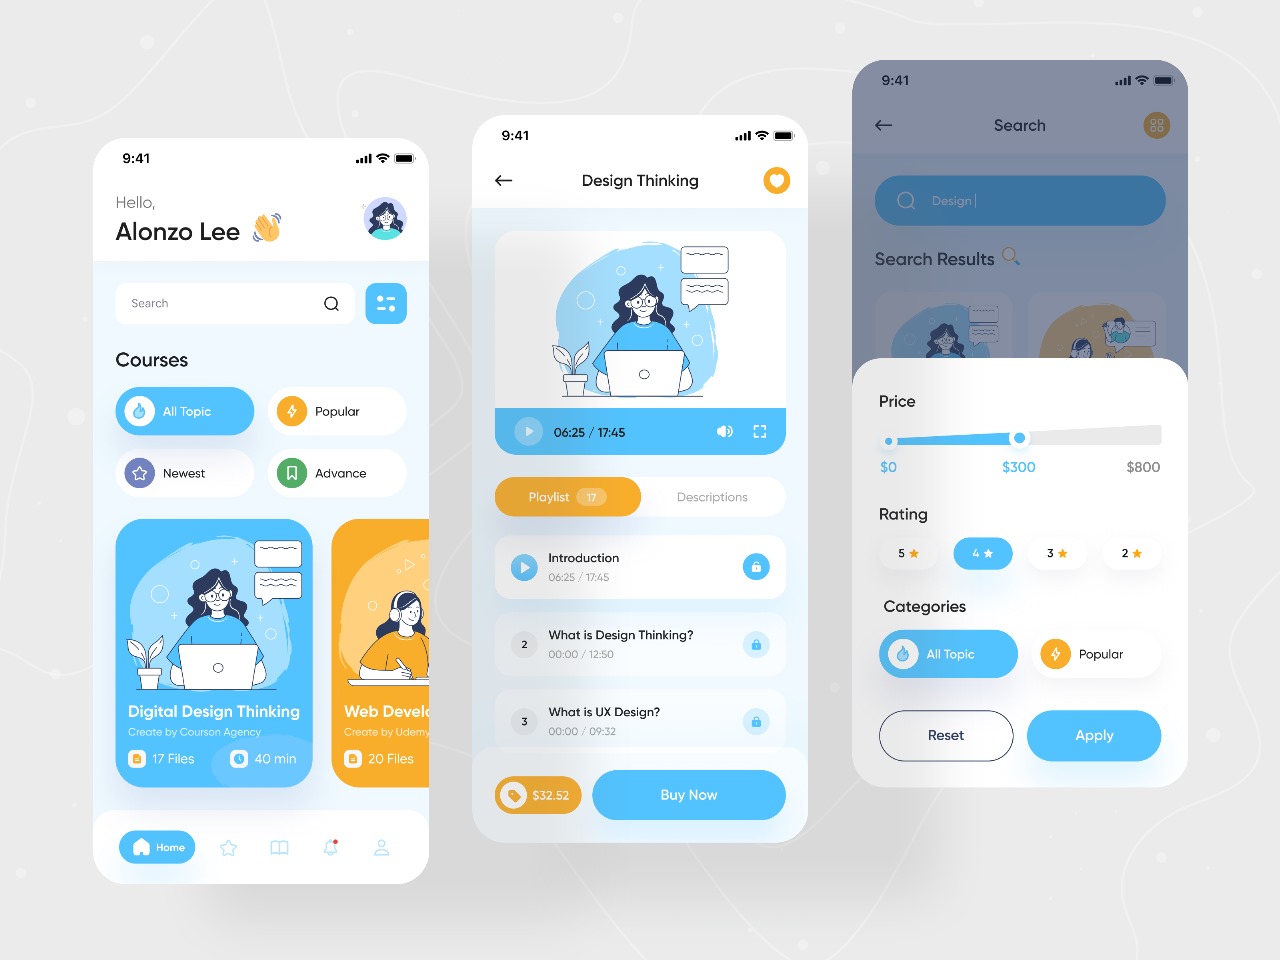 9:41
Hello,
Alonzo Lee
Search
Courses
All Topic
Popular
Newest
Advance
Digital Design Thinking
Create by Courson Agency
17 Files
40 min
Web Develo
Create by Udemy
20 Files
Home
9:41
Design Thinking
06:25 / 17:45
Playlist 17
Descriptions
Introduction
06:25 / 17:45
2
What is Design Thinking?
00:00 / 12:50
3
What is UX Design?
00:00 / 09:32
$32.52
Buy Now
9:41
Search
Design
Search Results
Price
$0
$300
$800
Rating
5
4
3
2
Categories
All Topic
Popular
Reset
Apply